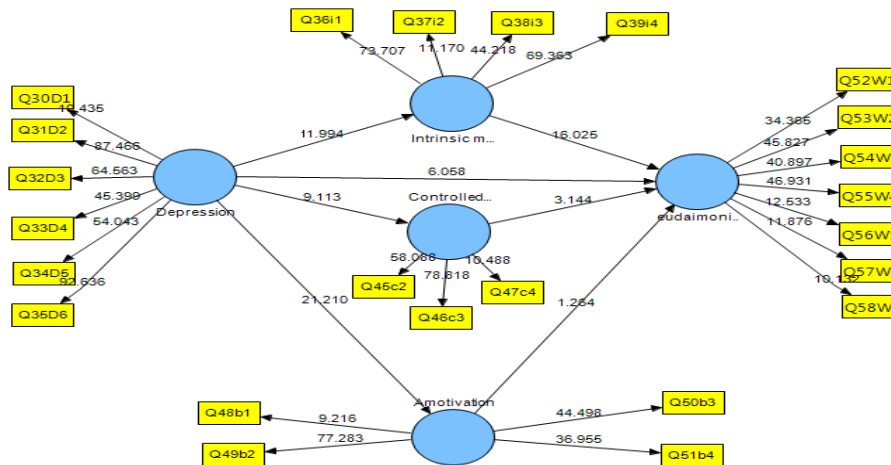 Q36i1
Q37i2
Q38i3
Q39i4
73.707
11.170
44.218
69.363
Intrinsic m...
Q30D1
Q31D2
Q32D3
Q33D4
Q34D5
Q35D6
87.466
64.563
45.399
54.043
92.636
Depression
11.994
16.025
6.058
9.113
3.144
21.210
1.264
Controlled...
58.068
78.818
10.488
Q45c2
Q46c3
Q47c4
eudaimoni...
34.385
45.827
40.897
46.931
12.533
11.876
10.132
Q52W1
Q53W2
Q54W
Q55W4
Q56W5
Q57W
Q58W
Amotivation
Q48b1
Q49b2
9.216
77.283
44.498
36.955
Q50b3
Q51b4